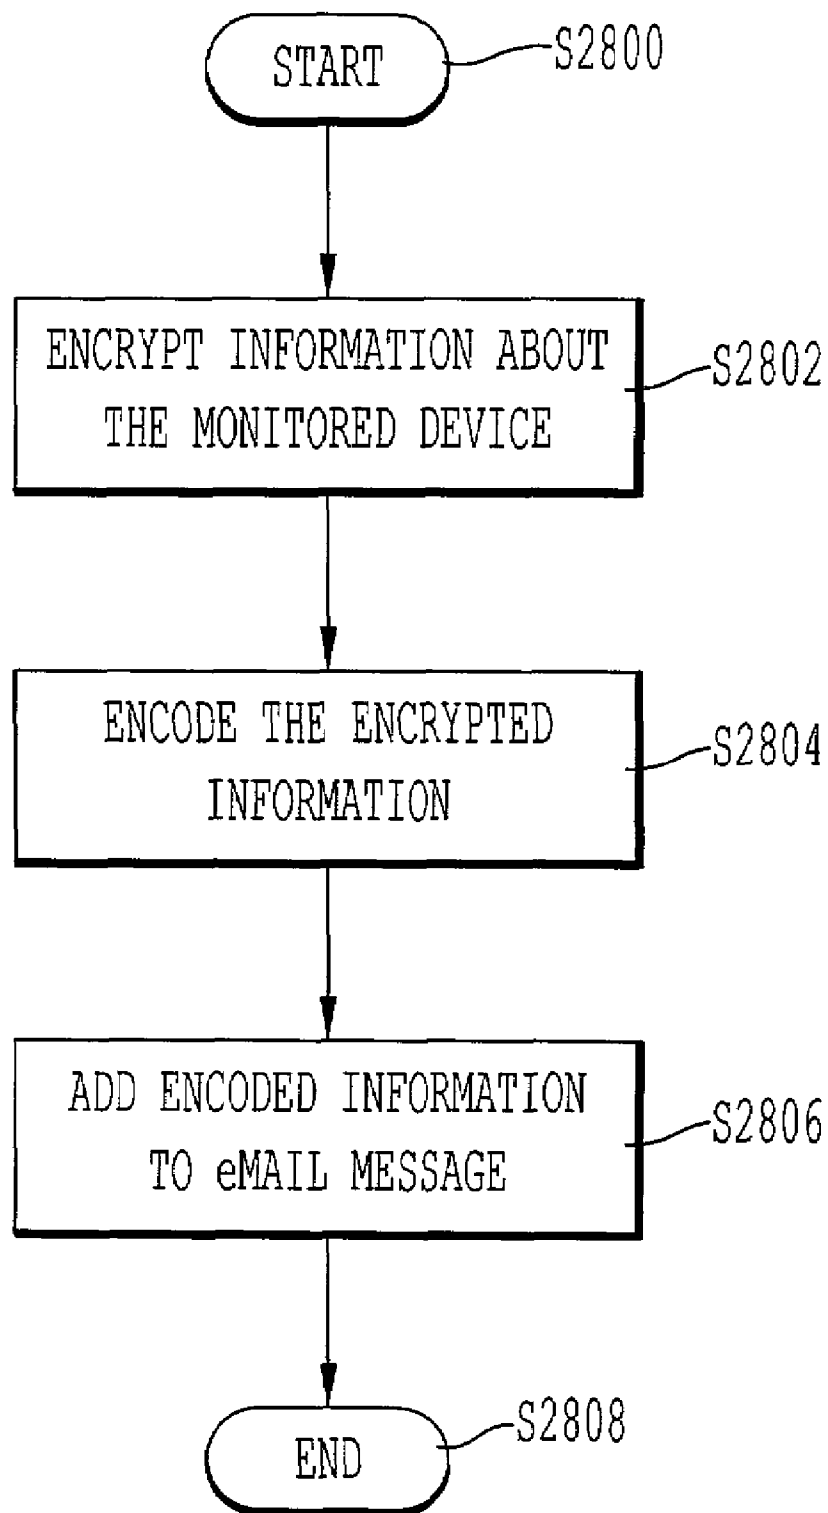 START
S2800
ENCRYPT INFORMATION ABOUT
THE MONITORED DEVICE
S2802
ENCODE THE ENCRYPTED
INFORMATION
S2804
ADD ENCODED INFORMATION
TO eMAIL MESSAGE
S2806
END
S2808